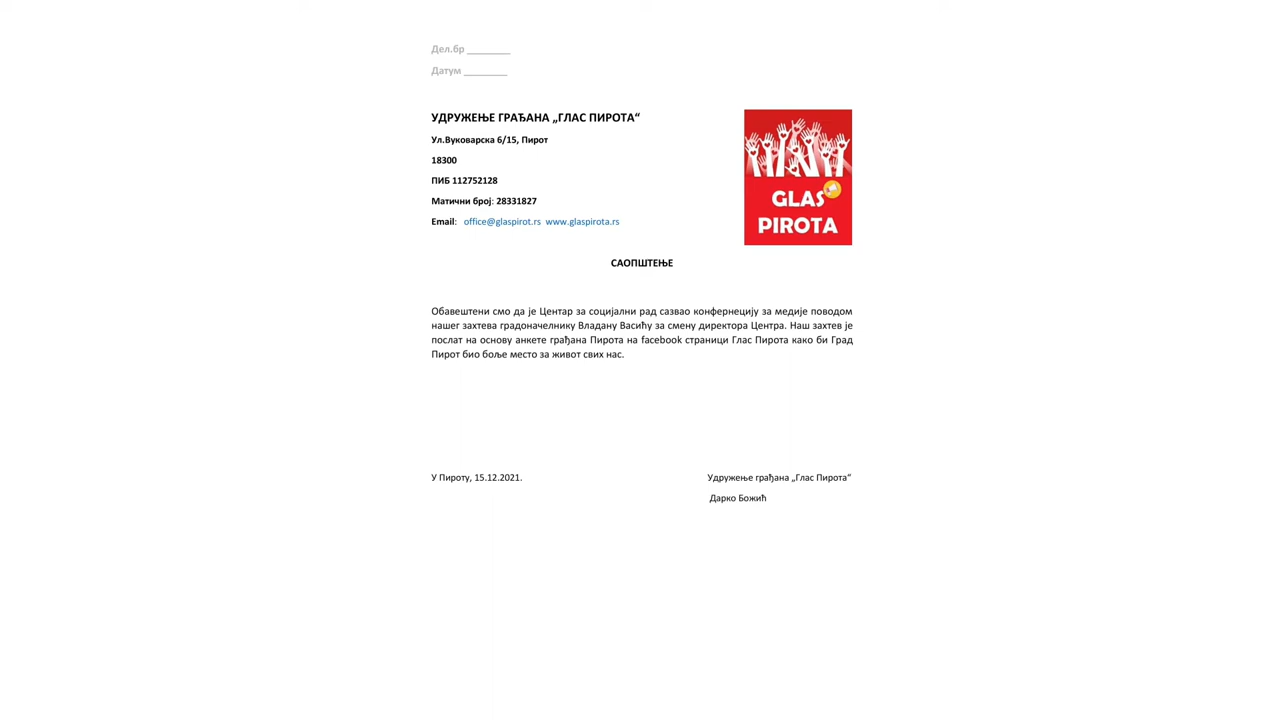 Дел.бр ________
Датум ________
УДРУЖЕЊЕ ГРАЂАНА „ГЛАС ПИРОТА“
Ул.Вуковарска 6/15, Пирот
18300
ПИБ 112752128
Матични број: 28331827
Email: office@glaspirot.rs www.glaspirota.rs
GLAS
PIROTA
САОПШТЕЊЕ
Обавештени смо да је Центар за социјални рад сазвао конфернецију за медије поводом
нашег захтева градоначелнику Владану Васићу за смену директора Центра. Наш захтев је
послат на основу анкете грађана Пирота на facebook страници Глас Пирота како би Град
Пирот био боље место за живот свих нас.
У Пироту, 15.12.2021.
Удружење грађана „Глас Пирота“
Дарко Божић